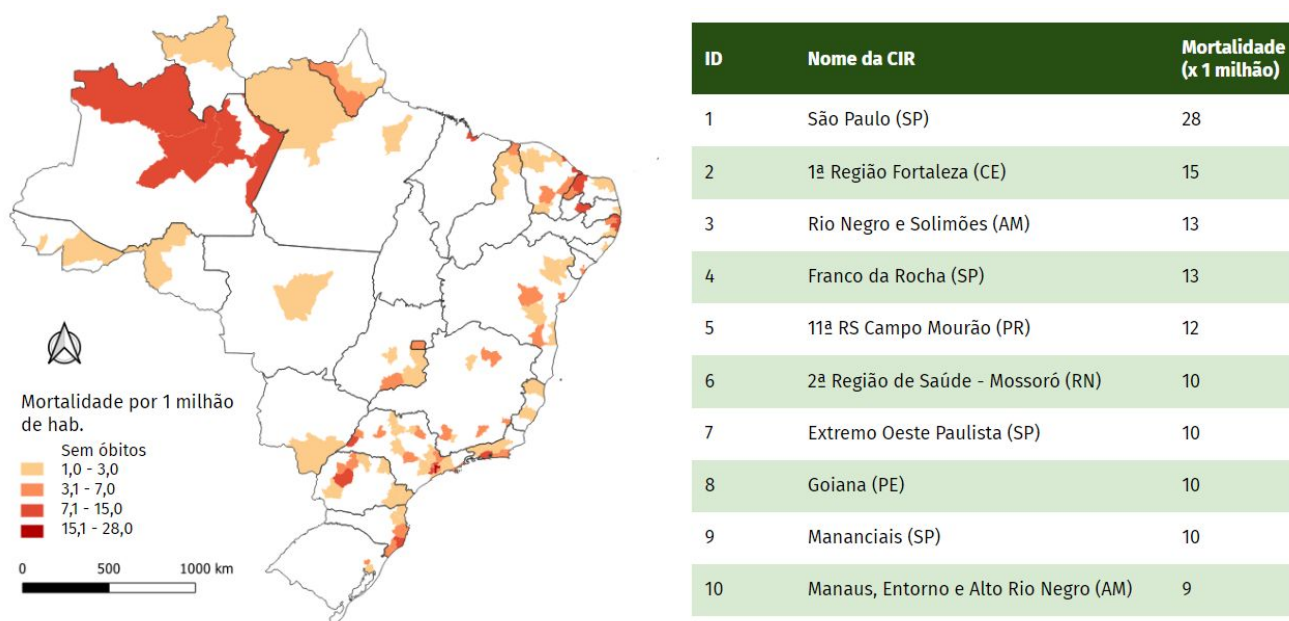 Mortalidade por 1 milhão
de hab.
Sem óbitos
1,0 - 3,0
3,1 - 7,0
7,1 - 15,0
15,1 - 28,0
0 500 1000 km
ID Nome da CIR Mortalidade
(x 1 milhão)
1 São Paulo (SP) 28
2 1ª Região Fortaleza (CE) 15
3 Rio Negro e Solimões (AM) 13
4 Franco da Rocha (SP) 13
5 11ª RS Campo Mourão (PR) 12
6 2ª Região de Saúde - Mossoró (RN) 10
7 Extremo Oeste Paulista (SP) 10
8 Goiana (PE) 10
9 Mananciais (SP) 10
10 Manaus, Entorno e Alto Rio Negro (AM) 9